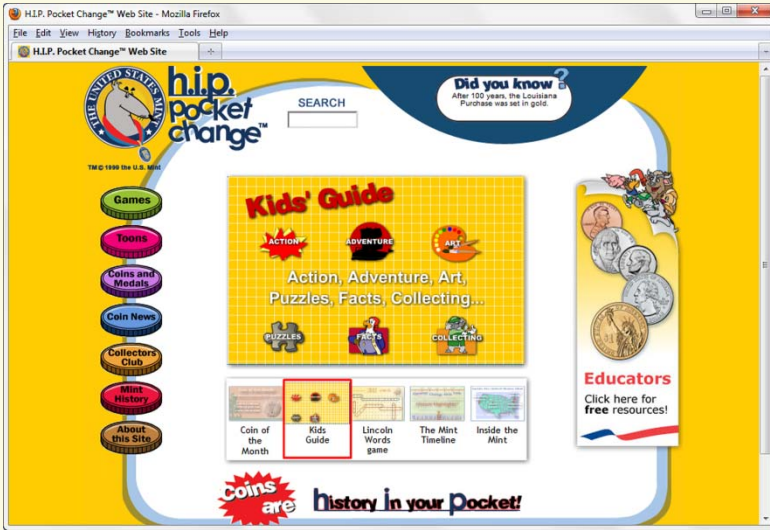 H.I.P. Pocket Change™ Web Site - Mozilla Firefox
File Edit View History Bookmarks Tools Help
H.I.P. Pocket Change™ Web Site
THE UNITED STATES MINT
h.i.p.
pocket
change™
TM © 1999 the U.S. Mint
SEARCH
Did you know?
After 100 years, the Louisiana
Purchase was set in gold.
Games
Toons
Coins and
Medals
Coin News
Collectors
Club
Mint
History
About
this Site
Kids' Guide
ACTION
ADVENTURE
ART
Action, Adventure, Art,
Puzzles, Facts, Collecting...
PUZZLES
FACTS
COLLECTING
Coin of
the
Month
Kids
Guide
Lincoln
Words
game
The Mint
Timeline
Inside the
Mint
Educators
Click here for
free resources!
Coins
are
history in your pocket!